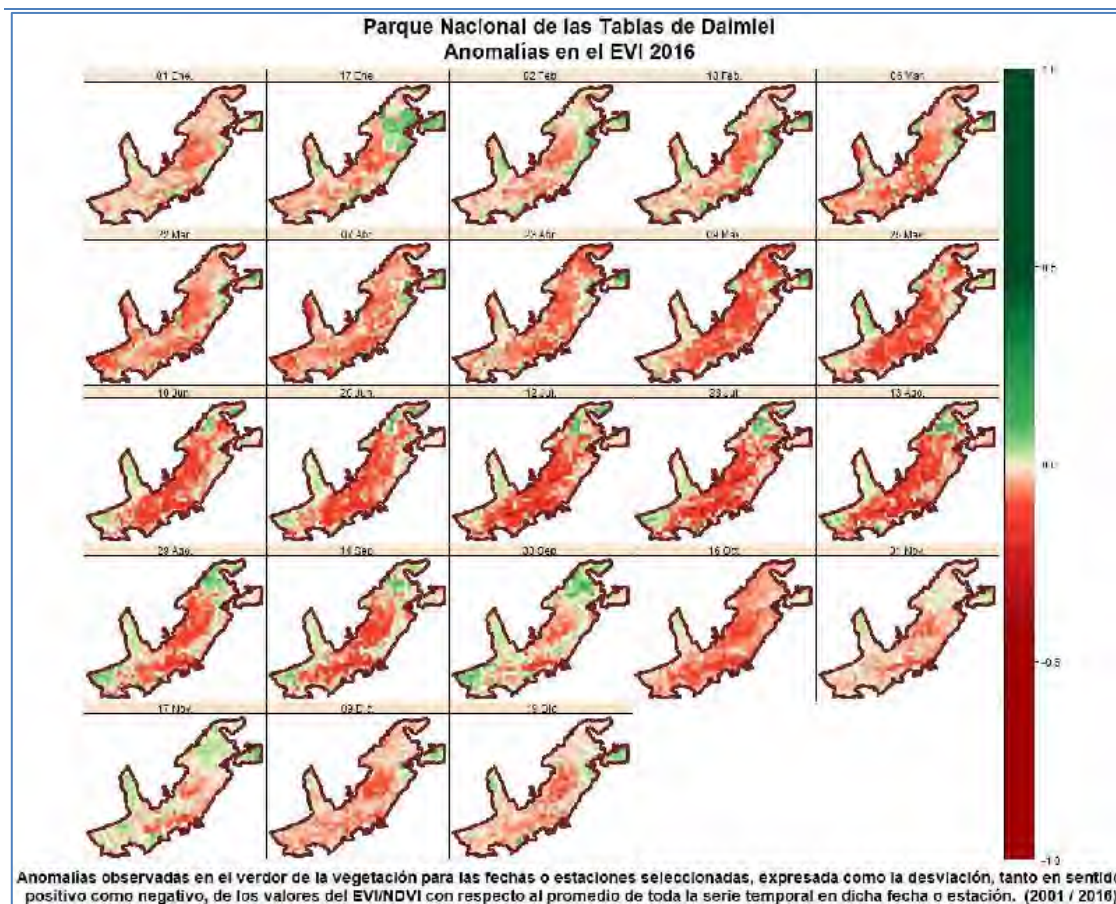 Parque Nacional de las Tablas de Daimiel
Anomalías en el EVI 2016
01 Ene.
17 Ene.
02 Feb.
Feb.
Mar.
22 Mar.
07 Abr.
23 Abr.
09 May.
25 May.
10 Jun.
26 Jun.
12 Jul.
28 Jul.
13 Ago.
29 Ago.
14 Sep.
30 Sep.
16 Oct.
01 Nov.
17 Nov.
Dic.
19 Dic.
1.0
0.5
0.0
-0.5
-1.0
Anomalías observadas en el verdor de la vegetación para las fechas o estaciones seleccionadas, expresada como la desviación, tanto en sentido
positivo como negativo, de los valores del EVI/NDVI con respecto al promedio de toda la serie temporal en dicha fecha o estación. (2001 / 2016)